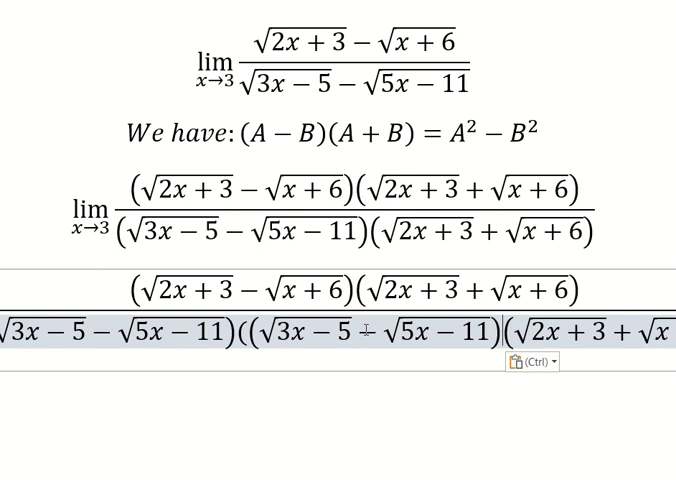 lim x→3 (√(2x + 3) − √(x + 6)) / (√(3x − 5) − √(5x − 11))
We have: (A − B)(A + B) = A² − B²
lim x→3 ((√(2x + 3) − √(x + 6))(√(2x + 3) + √(x + 6))) / ((√(3x − 5) − √(5x − 11))(√(2x + 3) + √(x + 6)))
(√(2x + 3) − √(x + 6))(√(2x + 3) + √(x + 6))
√3x − 5 − √5x − 11)((√3x − 5 − √5x − 11)(√2x + 3 + √x
(Ctrl)